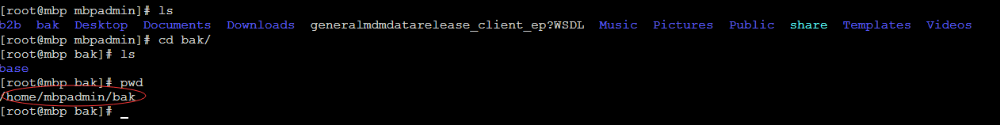 [root@mbp mbpadmin]# ls
b2b  bak  Desktop  Documents  Downloads  generalmdmdatarelease_client_ep?WSDL  Music  Pictures  Public  share  Templates  Videos
[root@mbp mbpadmin]# cd bak/
[root@mbp bak]# ls
base
[root@mbp bak]# pwd
/home/mbpadmin/bak
[root@mbp bak]#